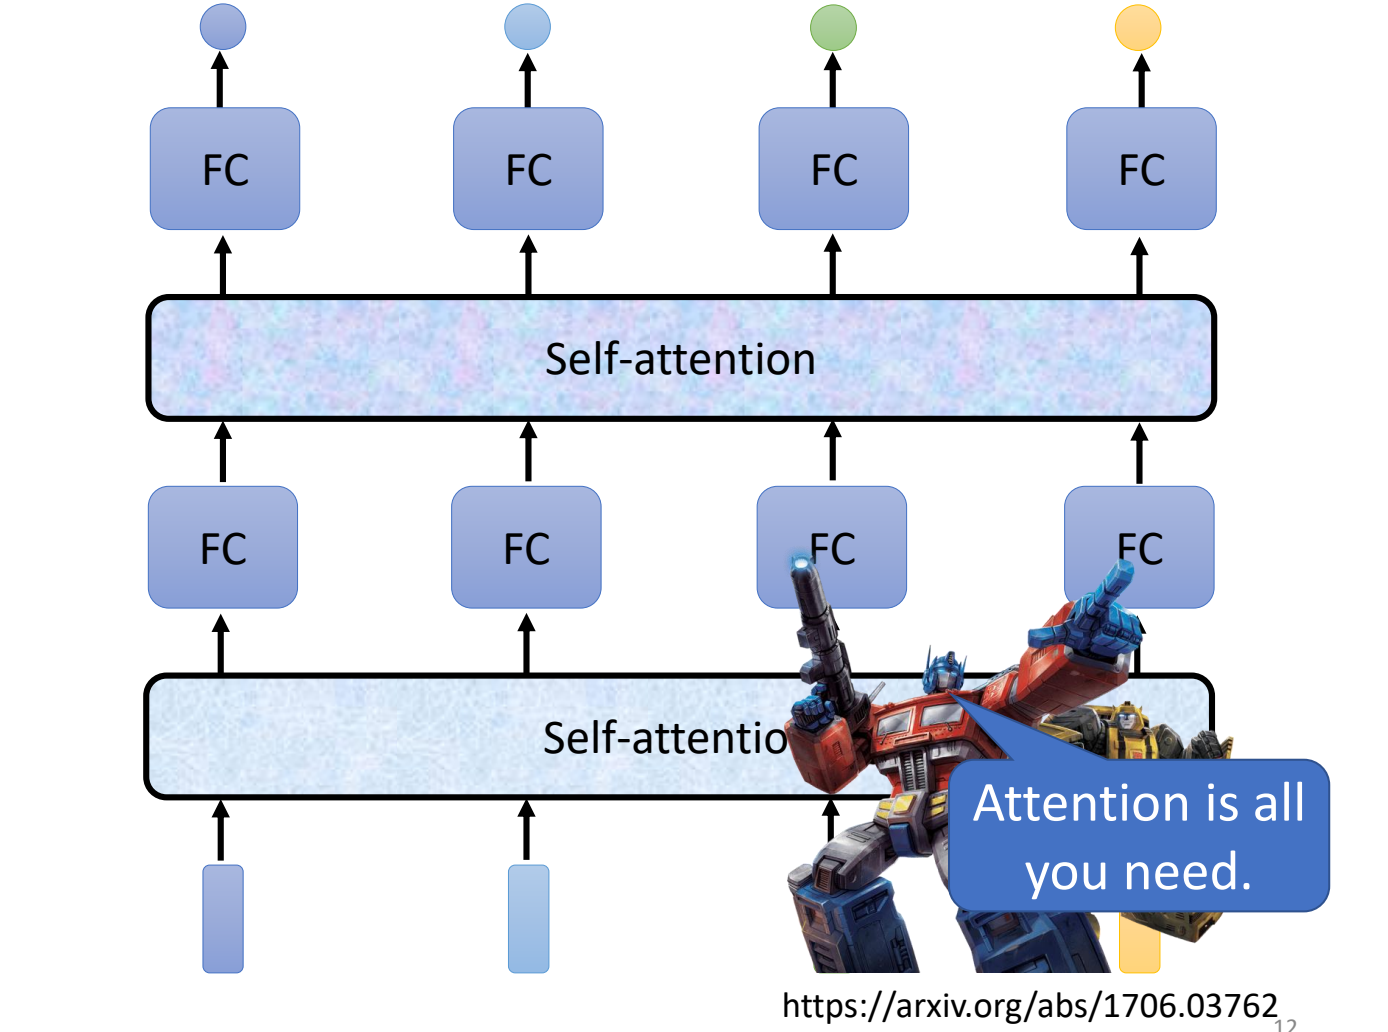 FC FC FC FC
Self-attention
FC FC FC FC
Self-attentio
Attention is all
you need.
https://arxiv.org/abs/1706.03762
12